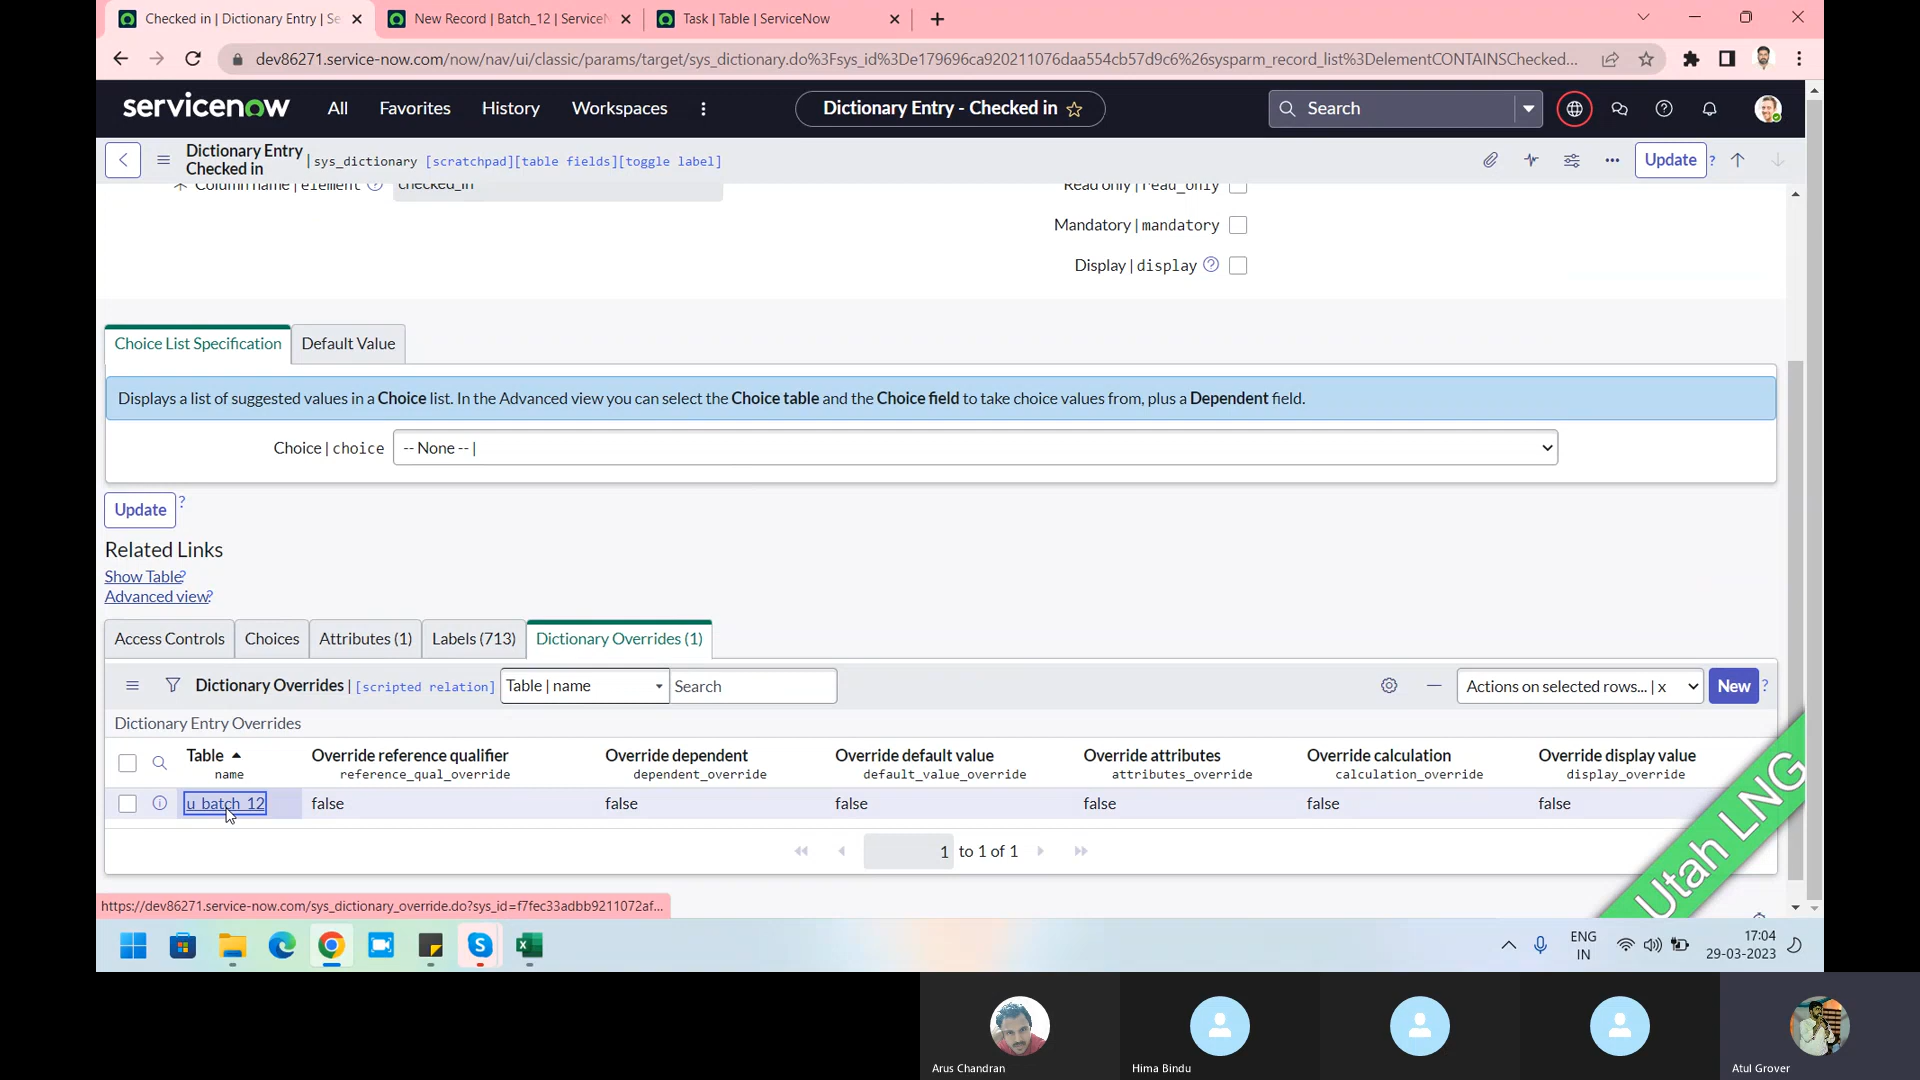 Checked in | Dictionary Entry | Se
New Record | Batch_12 | ServiceN
Task | Table | ServiceNow
dev86271.service-now.com/now/nav/ui/classic/params/target/sys_dictionary.do%3Fsys_id%3De179696ca920211076daa554cb57d9c6%26sysparm_record_list%3DelementCONTAINSChecked...
servicenow
All
Favorites
History
Workspaces
Dictionary Entry - Checked in
Search
Dictionary Entry
Checked in
| sys_dictionary [scratchpad][table fields][toggle label]
Update ?
Column name | element
checked_in
Read only | read_only
Mandatory | mandatory
Display | display
Choice List Specification
Default Value
Displays a list of suggested values in a Choice list. In the Advanced view you can select the Choice table and the Choice field to take choice values from, plus a Dependent field.
Choice | choice
-- None -- |
Update ?
Related Links
Show Table?
Advanced view?
Access Controls
Choices
Attributes (1)
Labels (713)
Dictionary Overrides (1)
Dictionary Overrides | [scripted relation]
Table | name
Search
Actions on selected rows... | x
New ?
Dictionary Entry Overrides
Table
name
Override reference qualifier
reference_qual_override
Override dependent
dependent_override
Override default value
default_value_override
Override attributes
attributes_override
Override calculation
calculation_override
Override display value
display_override
u_batch_12
false
false
false
false
false
false
1 to 1 of 1
Utah LNG
https://dev86271.service-now.com/sys_dictionary_override.do?sys_id=f7fec33adbb9211072af...
ENG
IN
17:04
29-03-2023
Arus Chandran
Hima Bindu
Atul Grover